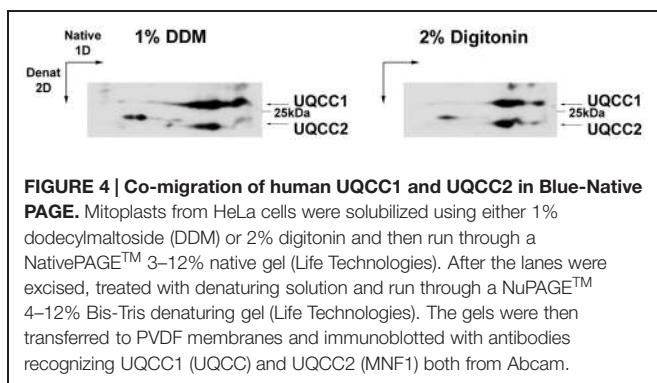 Native
1D
1% DDM
2% Digitonin
Denat
2D
UQCC1
25kDa
UQCC2
UQCC1
25kDa
UQCC2
FIGURE 4 | Co-migration of human UQCC1 and UQCC2 in Blue-Native
PAGE. Mitoplasts from HeLa cells were solubilized using either 1%
dodecylmaltoside (DDM) or 2% digitonin and then run through a
NativePAGE™ 3–12% native gel (Life Technologies). After the lanes were
excised, treated with denaturing solution and run through a NuPAGE™
4–12% Bis-Tris denaturing gel (Life Technologies). The gels were then
transferred to PVDF membranes and immunoblotted with antibodies
recognizing UQCC1 (UQCC) and UQCC2 (MNF1) both from Abcam.